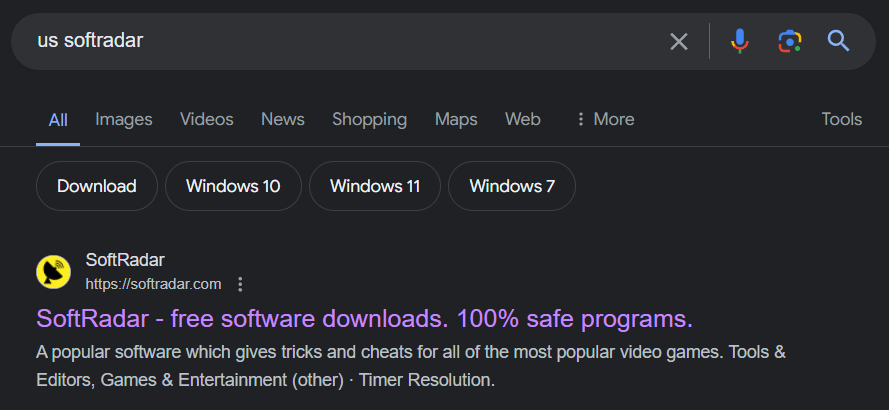 us softradar
All Images Videos News Shopping Maps Web More Tools
Download Windows 10 Windows 11 Windows 7
SoftRadar
https://softradar.com
SoftRadar - free software downloads. 100% safe programs.
A popular software which gives tricks and cheats for all of the most popular video games. Tools &
Editors, Games & Entertainment (other) · Timer Resolution.